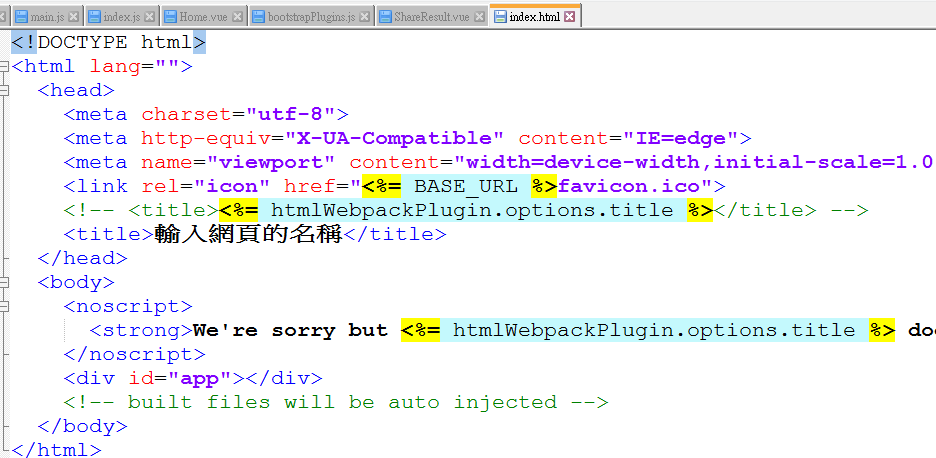 main.js index.js Home.vue bootstrapPlugins.js ShareResult.vue index.html
<!DOCTYPE html>
<html lang="">
<head>
<meta charset="utf-8">
<meta http-equiv="X-UA-Compatible" content="IE=edge">
<meta name="viewport" content="width=device-width,initial-scale=1.0
<link rel="icon" href="<%= BASE_URL %>favicon.ico">
<!-- <title><%= htmlWebpackPlugin.options.title %></title> -->
<title>輸入網頁的名稱</title>
</head>
<body>
<noscript>
<strong>We're sorry but <%= htmlWebpackPlugin.options.title %>
</noscript>
<div id="app"></div>
<!-- built files will be auto injected -->
</body>
</html>